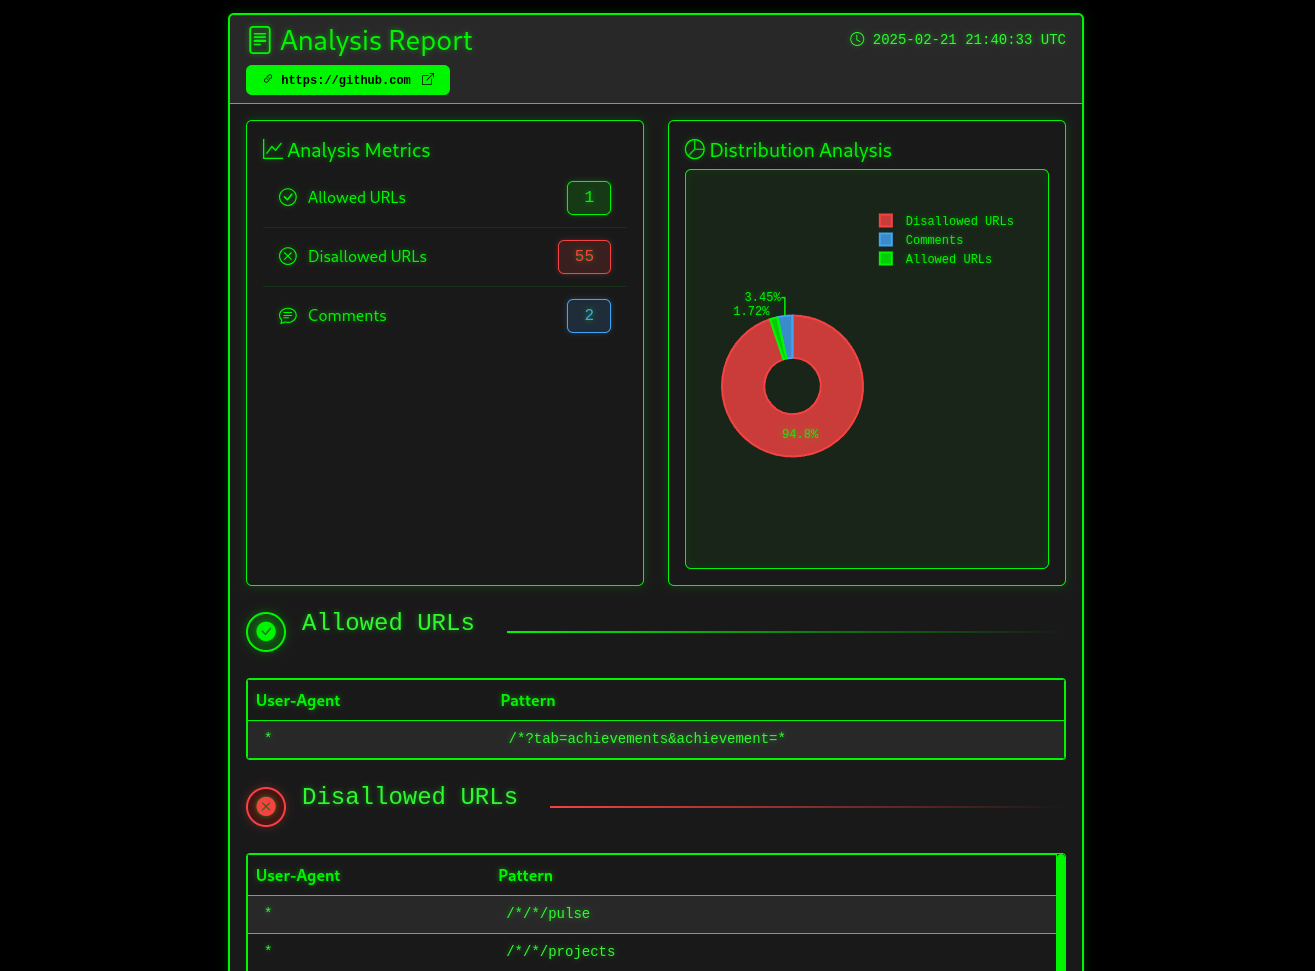 Analysis Report
2025-02-21 21:40:33 UTC
https://github.com
Analysis Metrics
Allowed URLs 1
Disallowed URLs 55
Comments 2
Distribution Analysis
Disallowed URLs
Comments
Allowed URLs
3.45%
1.72%
94.8%
Allowed URLs
User-Agent Pattern
* /*?tab=achievements&achievement=*
Disallowed URLs
User-Agent Pattern
* /*/*/pulse
* /*/*/projects